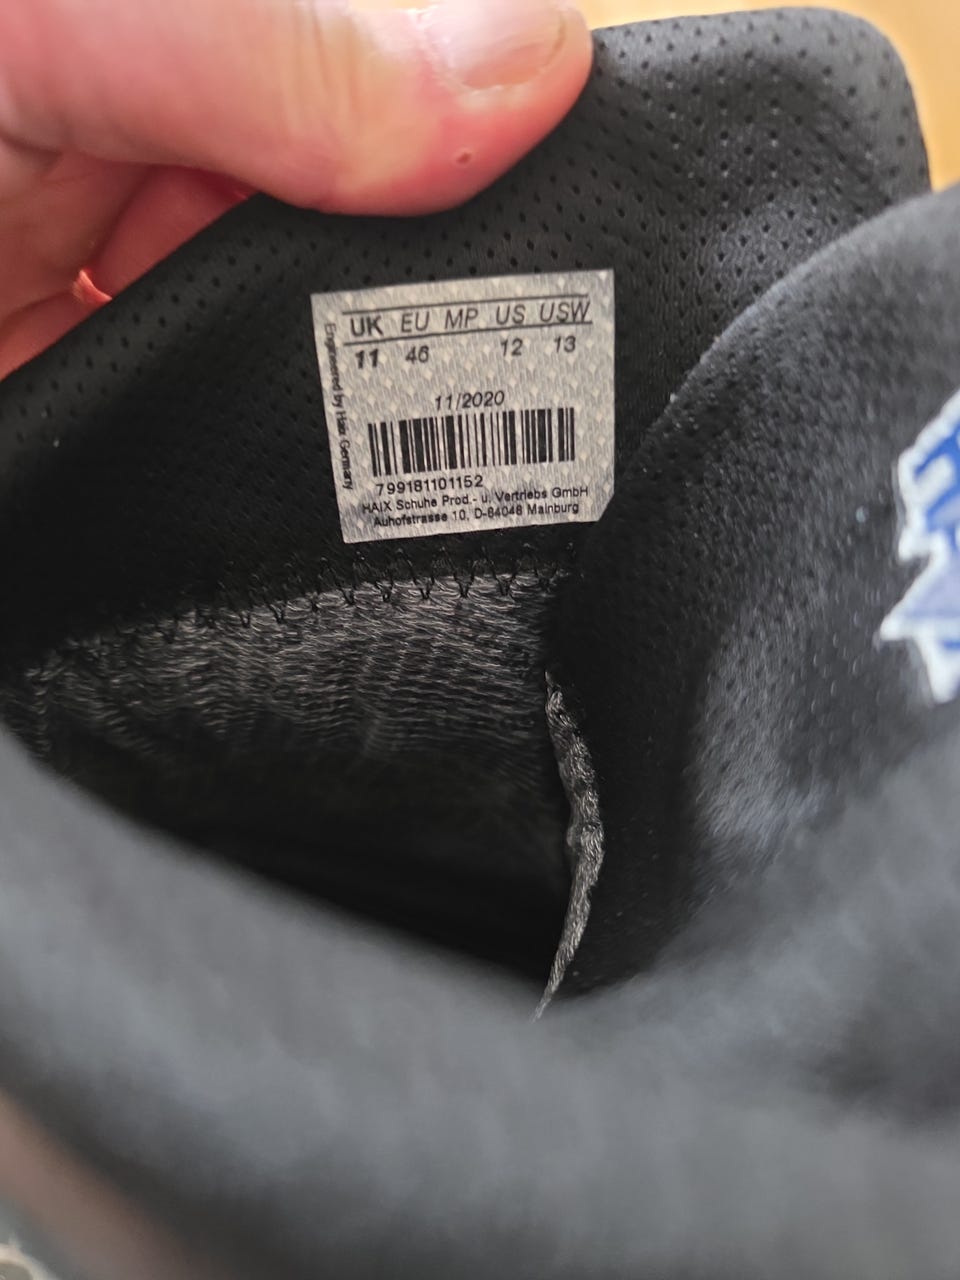 UK EU MP US USW
11 46 12 13
11/2020
799181101152
HAIX Schuhe Prod.- u. Vertriebs GmbH
Auhofstrasse 10, D-84048 Mainburg
Engineered by Haix Germany